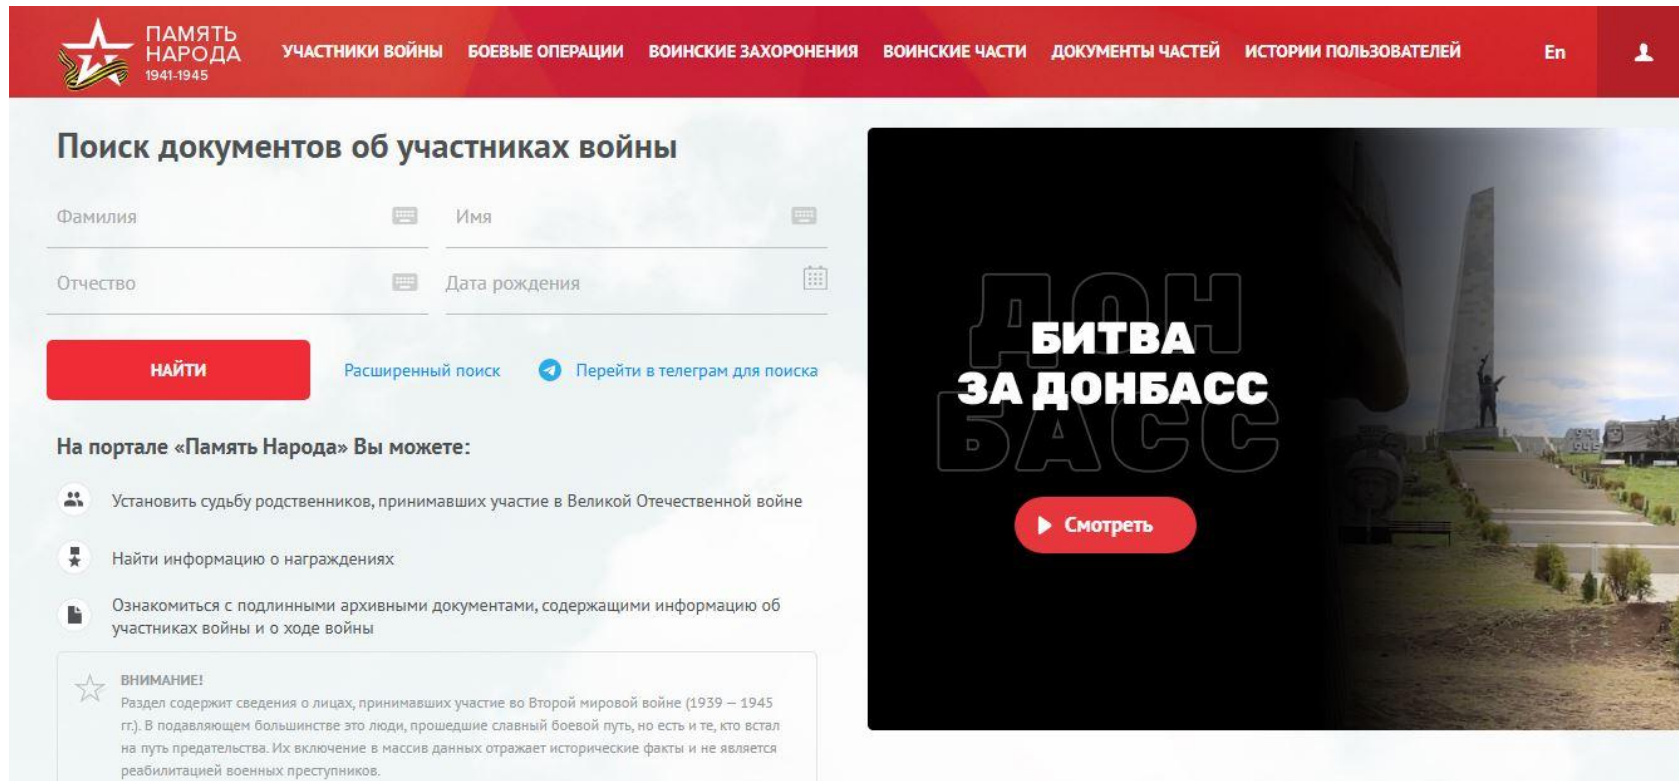 ПАМЯТЬ
НАРОДА
1941-1945
УЧАСТНИКИ ВОЙНЫ БОЕВЫЕ ОПЕРАЦИИ ВОИНСКИЕ ЗАХОРОНЕНИЯ ВОИНСКИЕ ЧАСТИ ДОКУМЕНТЫ ЧАСТЕЙ ИСТОРИИ ПОЛЬЗОВАТЕЛЕЙ En
Поиск документов об участниках войны
Фамилия Имя
Отчество Дата рождения
НАЙТИ Расширенный поиск Перейти в телеграм для поиска
На портале «Память Народа» Вы можете:
Установить судьбу родственников, принимавших участие в Великой Отечественной войне
Найти информацию о награждениях
Ознакомиться с подлинными архивными документами, содержащими информацию об
участниках войны и о ходе войны
ВНИМАНИЕ!
Раздел содержит сведения о лицах, принимавших участие во Второй мировой войне (1939 — 1945
гг.). В подавляющем большинстве это люди, прошедшие славный боевой путь, но есть и те, кто встал
на путь предательства. Их включение в массив данных отражает исторические факты и не является
реабилитацией военных преступников.
ДОН
БИТВА
ЗА ДОНБАСС
БАСС
Смотреть